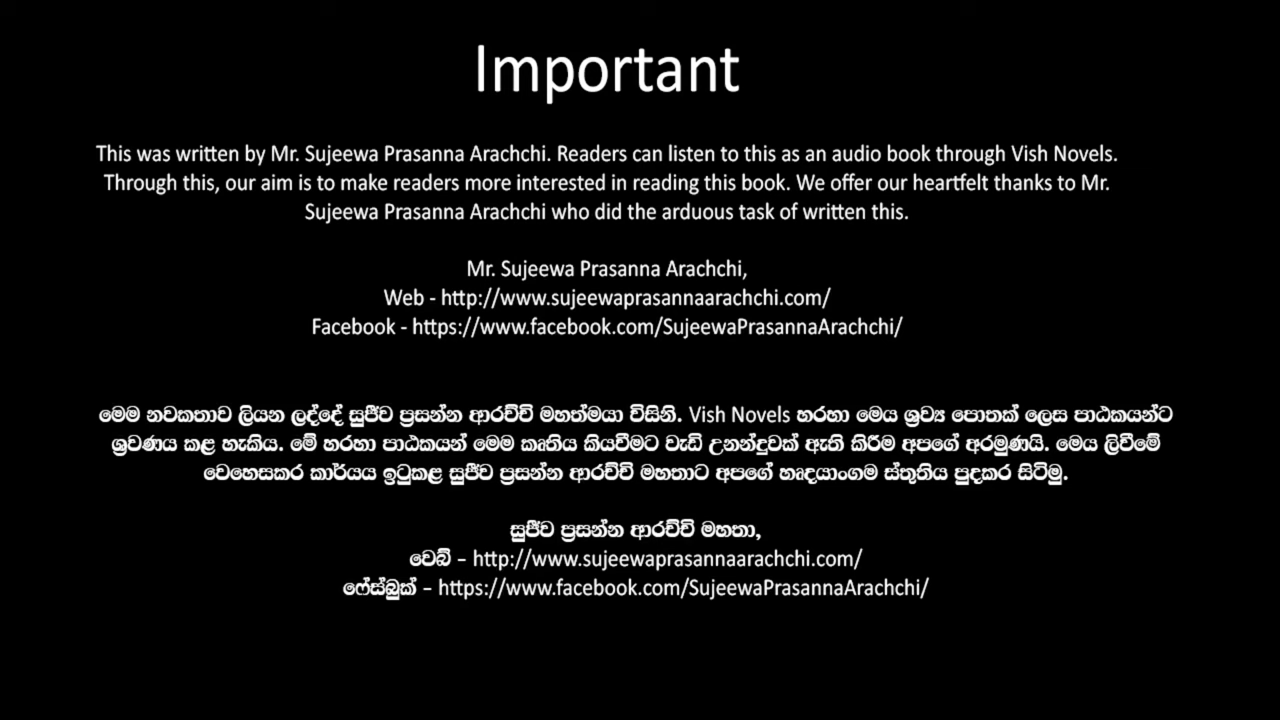 Important
This was written by Mr. Sujeewa Prasanna Arachchi. Readers can listen to this as an audio book through Vish Novels.
Through this, our aim is to make readers more interested in reading this book. We offer our heartfelt thanks to Mr.
Sujeewa Prasanna Arachchi who did the arduous task of written this.
Mr. Sujeewa Prasanna Arachchi,
Web - http://www.sujeewaprasannaarachchi.com/
Facebook - https://www.facebook.com/SujeewaPrasannaArachchi/
මෙම නවකතාව ලියන ලද්දේ සුජීව ප්‍රසන්න ආරච්චි මහත්මයා විසිනි. Vish Novels හරහා මෙය ශ්‍රව්‍ය පොතක් ලෙස පාඨකයන්ට
ශ්‍රවණය කළ හැකිය. මේ හරහා පාඨකයන් මෙම කෘතිය කියවීමට වැඩි උනන්දුවක් ඇති කිරීම අපගේ අරමුණයි. මෙය ලිවීමේ
වෙහෙසකර කාර්යය ඉටුකළ සුජීව ප්‍රසන්න ආරච්චි මහතාට අපගේ හෘදයාංගම ස්තුතිය පුදකර සිටිමු.
සුජීව ප්‍රසන්න ආරච්චි මහතා,
වෙබ් – http://www.sujeewaprasannaarachchi.com/
ෆේස්බුක් – https://www.facebook.com/SujeewaPrasannaArachchi/